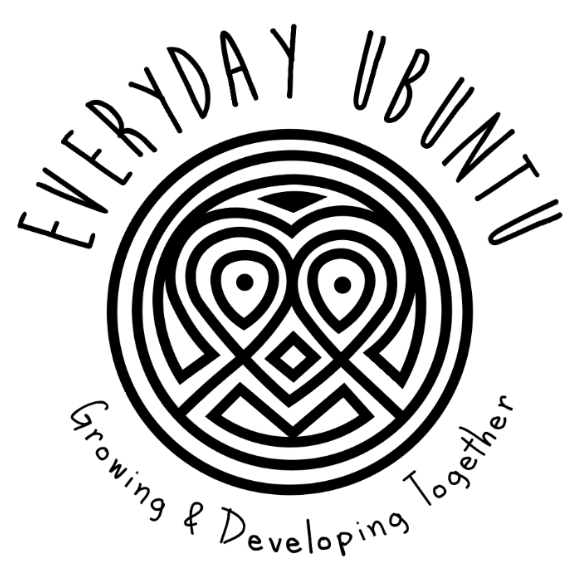 EVERYDAY UBUNTU
Growing & Developing Together